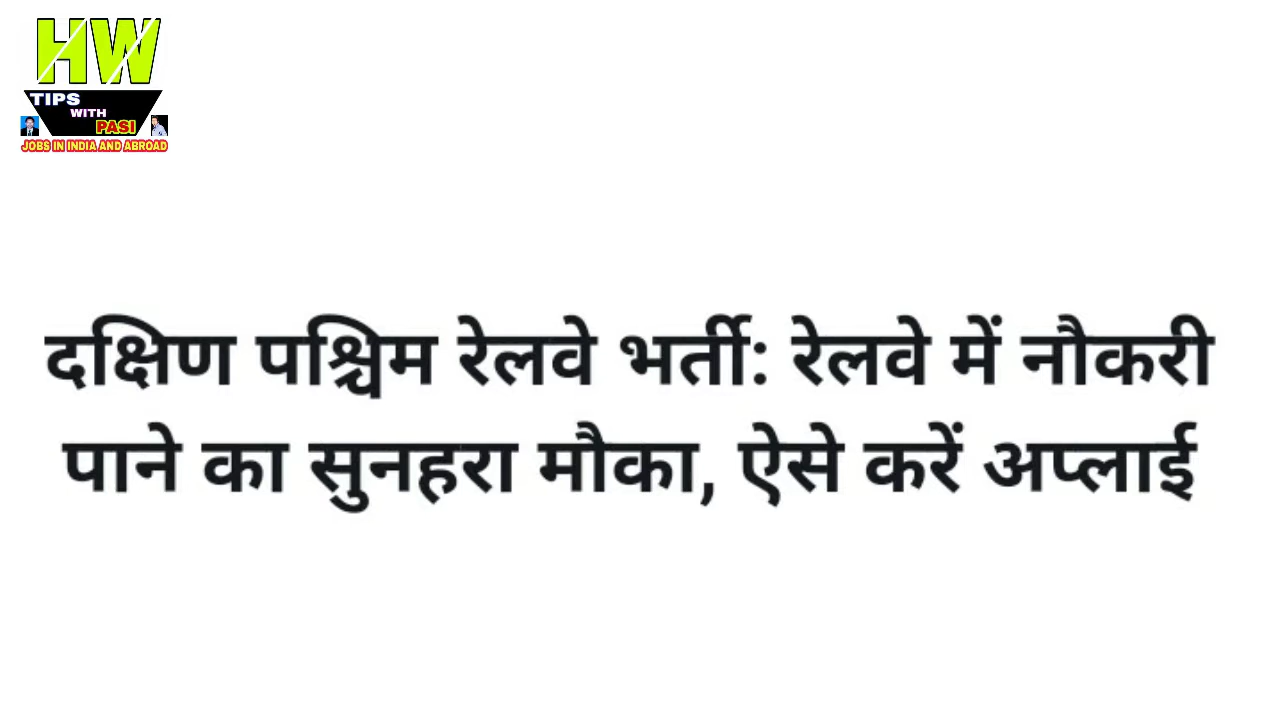 HW
TIPS
WITH
PASI
JOBS IN INDIA AND ABROAD
दक्षिण पश्चिम रेलवे भर्ती: रेलवे में नौकरी
पाने का सुनहरा मौका, ऐसे करें अप्लाई